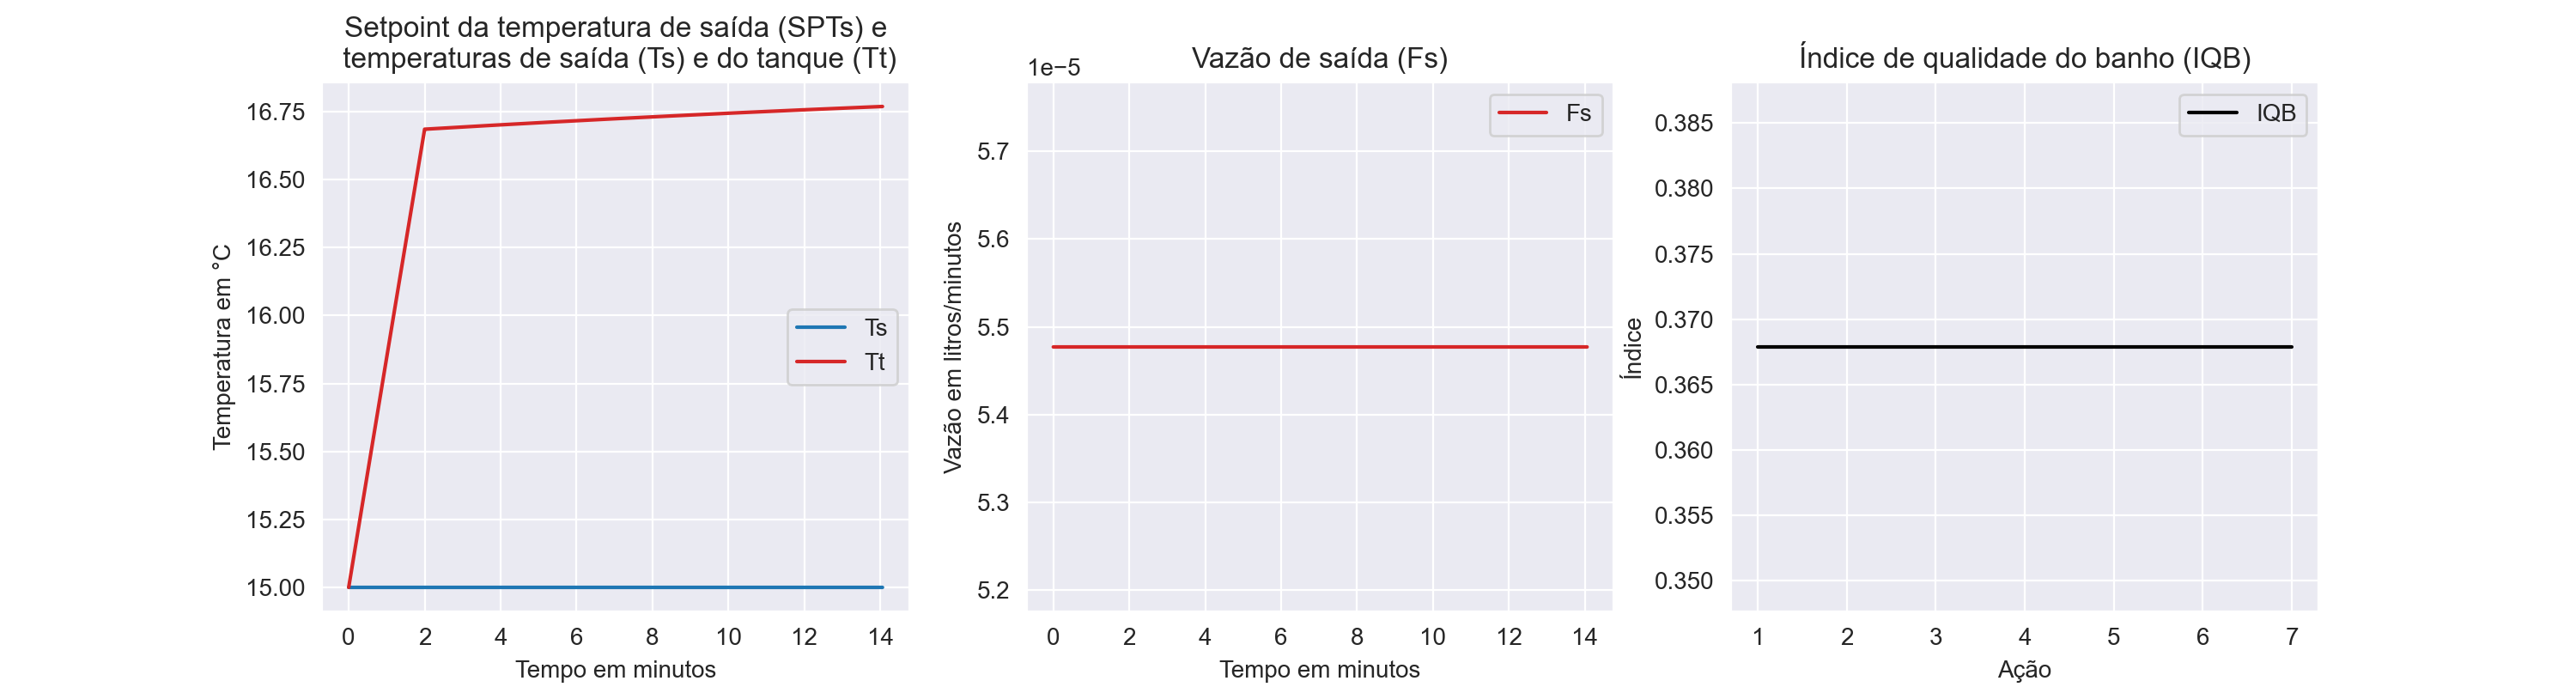 Setpoint da temperatura de saída (SPTs) e
temperaturas de saída (Ts) e do tanque (Tt)
Temperatura em °C
16.75
16.50
16.25
16.00
15.75
15.50
15.25
15.00
Ts
Tt
0 2 4 6 8 10 12 14
Tempo em minutos
Vazão de saída (Fs)
1e−5
Vazão em litros/minutos
5.7
5.6
5.5
5.4
5.3
5.2
Fs
0 2 4 6 8 10 12 14
Tempo em minutos
Índice de qualidade do banho (IQB)
Índice
0.385
0.380
0.375
0.370
0.365
0.360
0.355
0.350
IQB
1 2 3 4 5 6 7
Ação